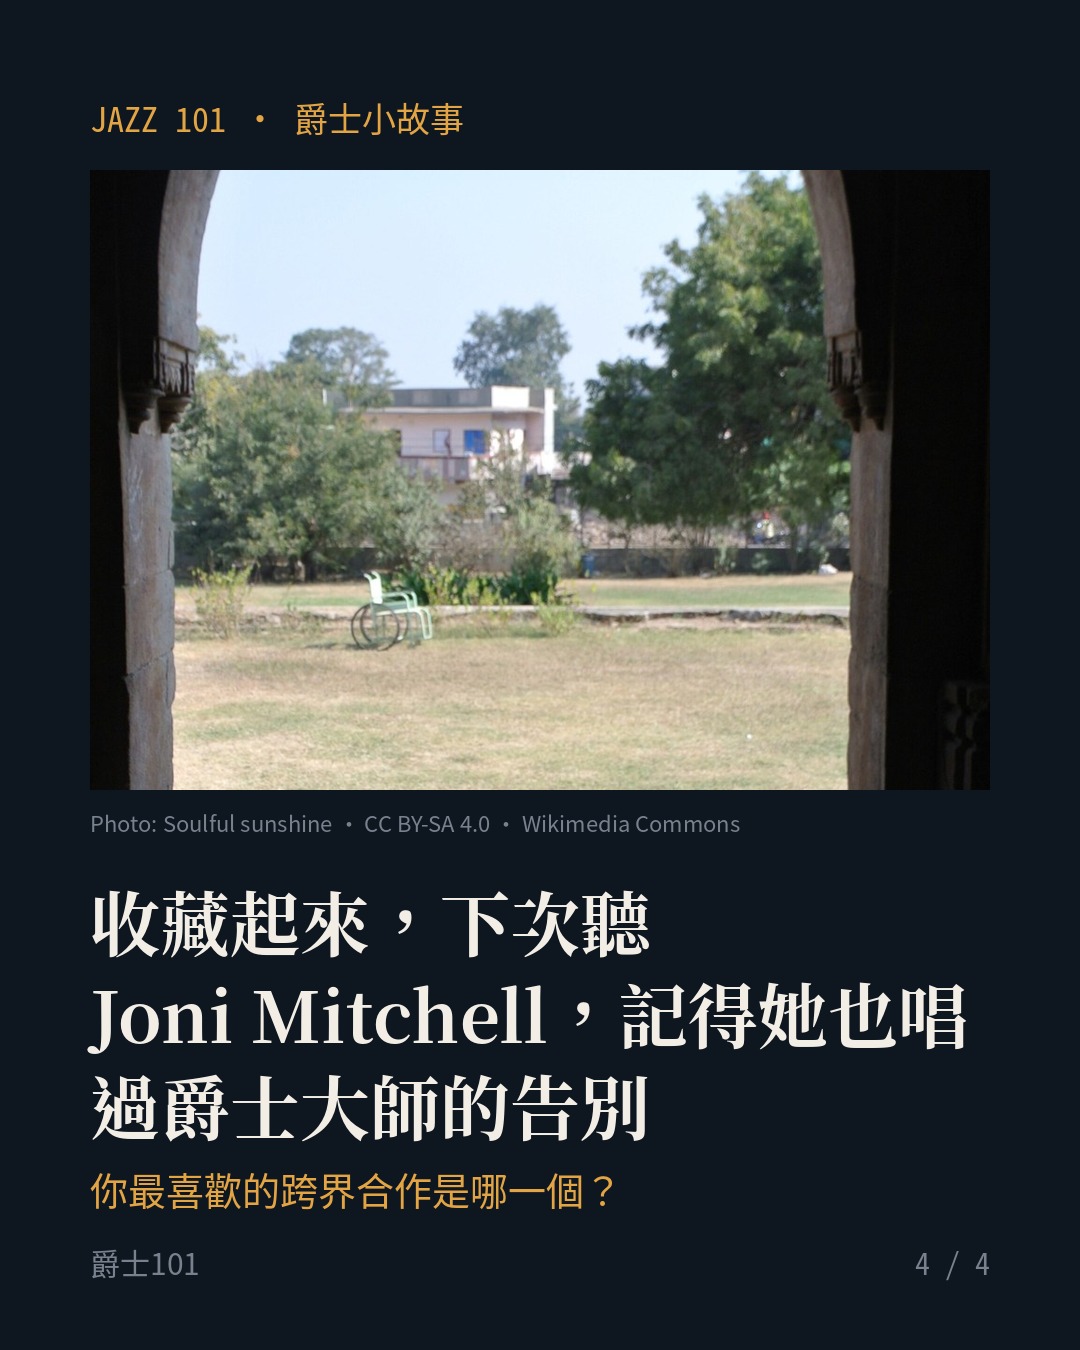 JAZZ 101 · 爵士小故事
Photo: Soulful sunshine · CC BY-SA 4.0 · Wikimedia Commons
收藏起來，下次聽
Joni Mitchell，記得她也唱
過爵士大師的告別
你最喜歡的跨界合作是哪一個？
爵士101
4 / 4